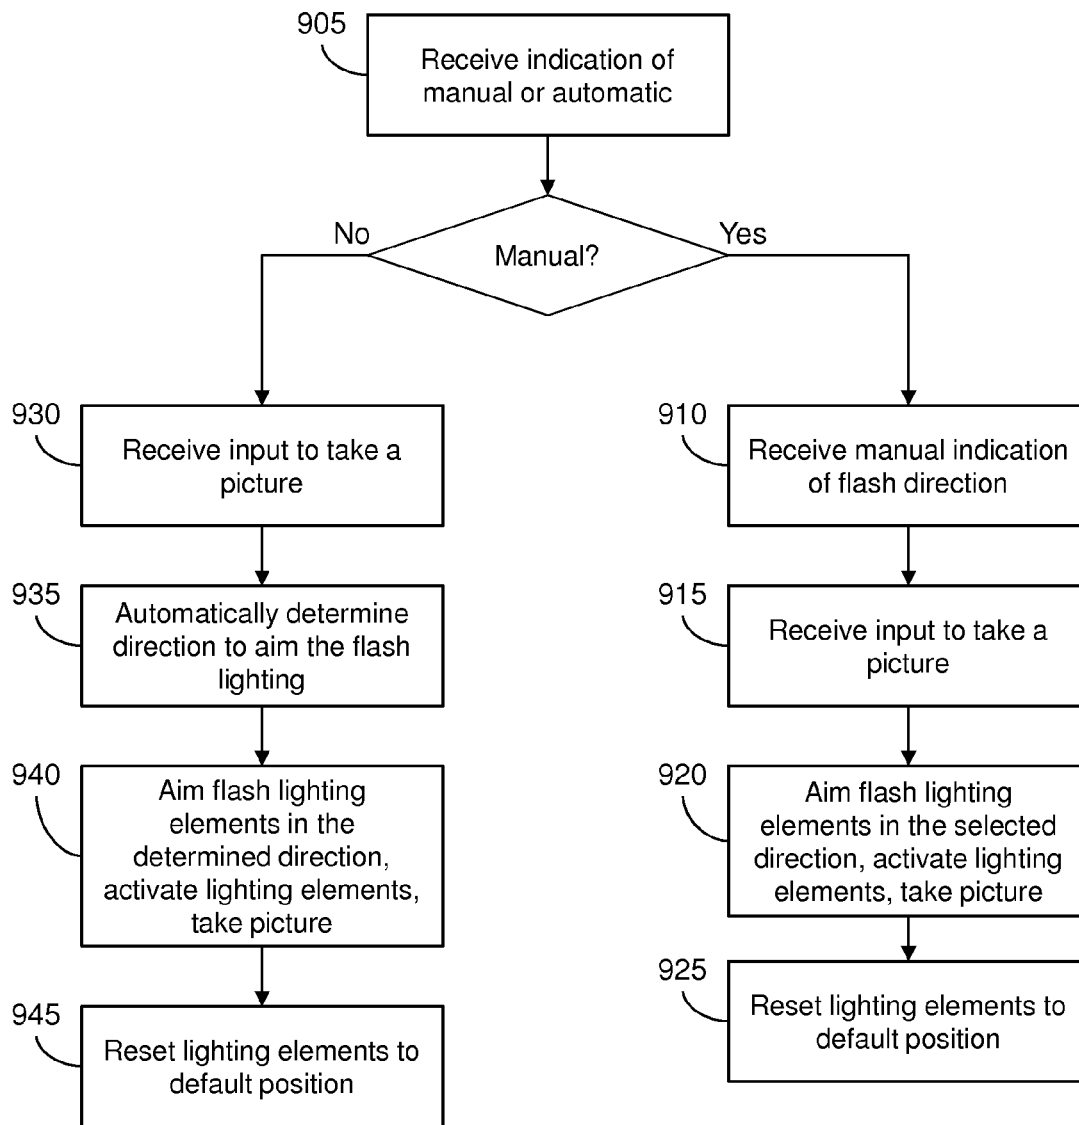 905
Receive indication of
manual or automatic
Manual?
No
Yes
930
Receive input to take a
picture
935
Automatically determine
direction to aim the flash
lighting
940
Aim flash lighting
elements in the
determined direction,
activate lighting elements,
take picture
945
Reset lighting elements to
default position
910
Receive manual indication
of flash direction
915
Receive input to take a
picture
920
Aim flash lighting
elements in the selected
direction, activate lighting
elements, take picture
925
Reset lighting elements to
default position